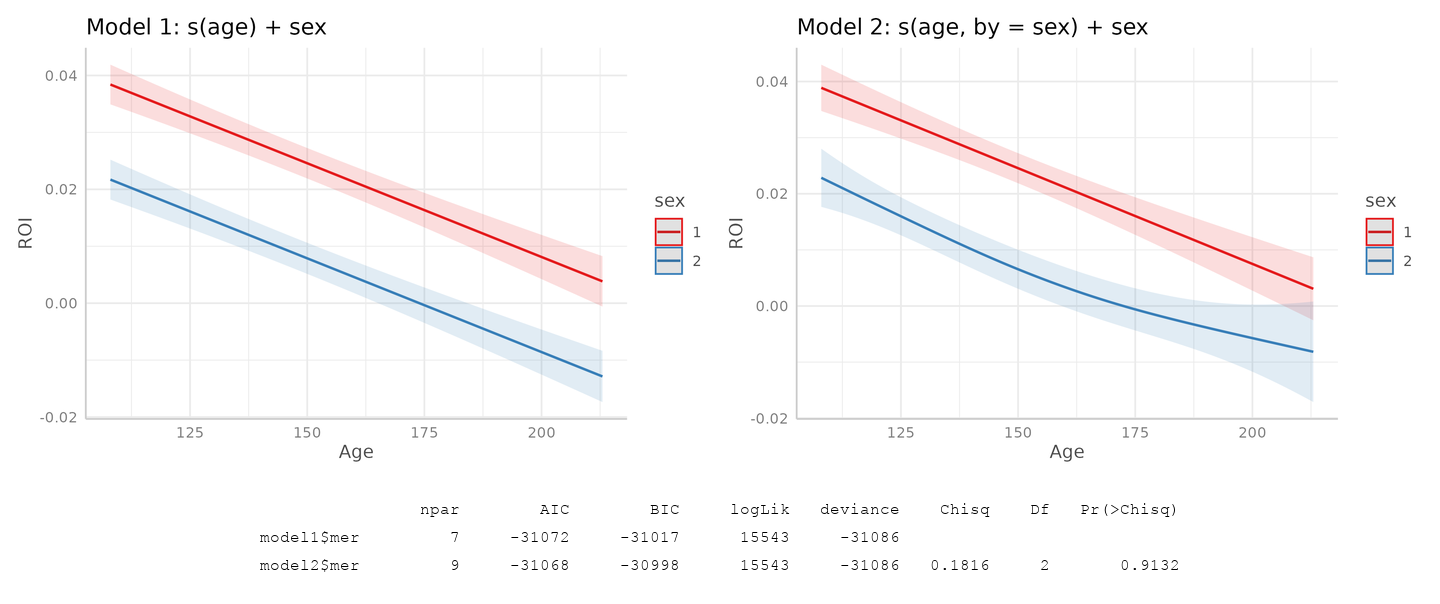 Model 1: s(age) + sex
0.04
0.02
0.00
-0.02
ROI
125 150 175 200
Age
sex
1
2
Model 2: s(age, by = sex) + sex
0.04
0.02
0.00
-0.02
ROI
125 150 175 200
Age
sex
1
2
npar AIC BIC logLik deviance Chisq Df Pr(>Chisq)
model1$mer 7 -31072 -31017 15543 -31086
model2$mer 9 -31068 -30998 15543 -31086 0.1816 2 0.9132